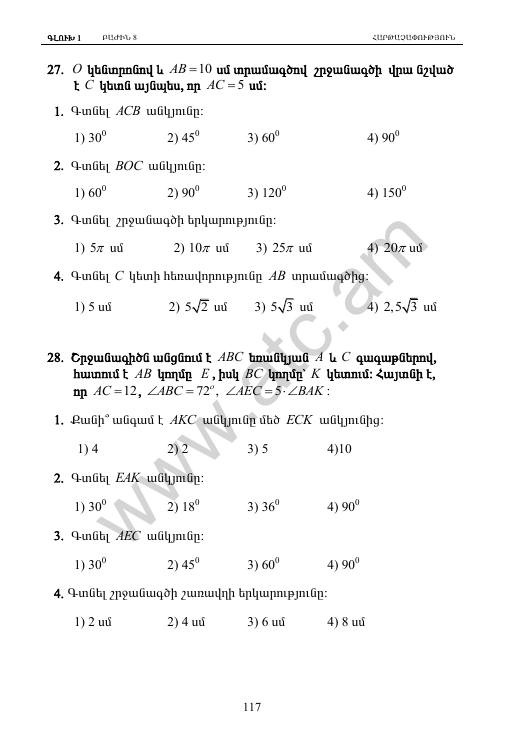 ԳԼՈՒԽ 1 ԲԱԺԻՆ 8 ՀԱՐԹԱՉԱՓՈՒԹՅՈՒՆ
27. O կենտրոնով և AB = 10 սմ տրամագծով շրջանագծի վրա նշված
է C կետն այնպես, որ AC = 5 սմ:
1. Գտնել ACB անկյունը:
1) 30⁰ 2) 45⁰ 3) 60⁰ 4) 90⁰
2. Գտնել BOC անկյունը:
1) 60⁰ 2) 90⁰ 3) 120⁰ 4) 150⁰
3. Գտնել շրջանագծի երկարությունը:
1) 5π սմ 2) 10π սմ 3) 25π սմ 4) 20π սմ
4. Գտնել C կետի հեռավորությունը AB տրամագծից:
1) 5 սմ 2) 5√2 սմ 3) 5√3 սմ 4) 2,5√3 սմ
28. Շրջանագիծն անցնում է ABC եռանկյան A և C գագաթներով,
հատում է AB կողմը E , իսկ BC կողմը՝ K կետում: Հայտնի է,
որ AC = 12 , ∠ABC = 72°, ∠AEC = 5·∠BAK :
1. Քանի՞ անգամ է AKC անկյունը մեծ ECK անկյունից:
1) 4 2) 2 3) 5 4)10
2. Գտնել EAK անկյունը:
1) 30⁰ 2) 18⁰ 3) 36⁰ 4) 90⁰
3. Գտնել AEC անկյունը:
1) 30⁰ 2) 45⁰ 3) 60⁰ 4) 90⁰
4. Գտնել շրջանագծի շառավղի երկարությունը:
1) 2 սմ 2) 4 սմ 3) 6 սմ 4) 8 սմ
www.atc.am
117